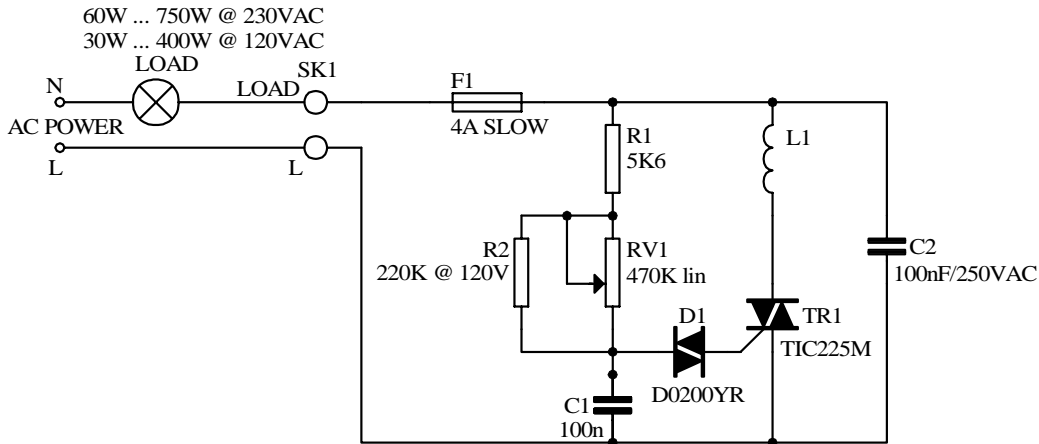 60W ... 750W @ 230VAC
30W ... 400W @ 120VAC
LOAD
SK1
N
LOAD
F1
AC POWER
4A SLOW
L
L
R1
5K6
L1
R2
220K @ 120V
RV1
470K lin
C2
100nF/250VAC
D1
TR1
TIC225M
D0200YR
C1
100n